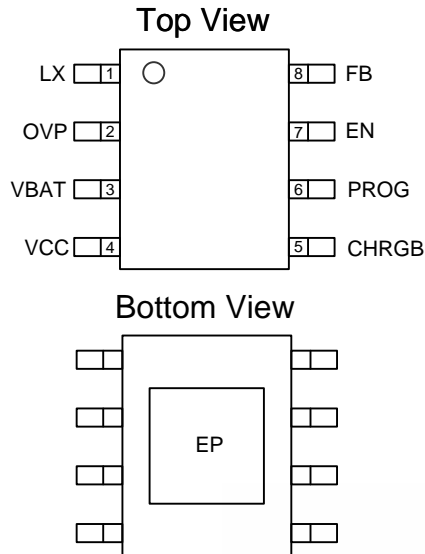 Top View
LX 1 8 FB
OVP 2 7 EN
VBAT 3 6 PROG
VCC 4 5 CHRGB
Bottom View
EP